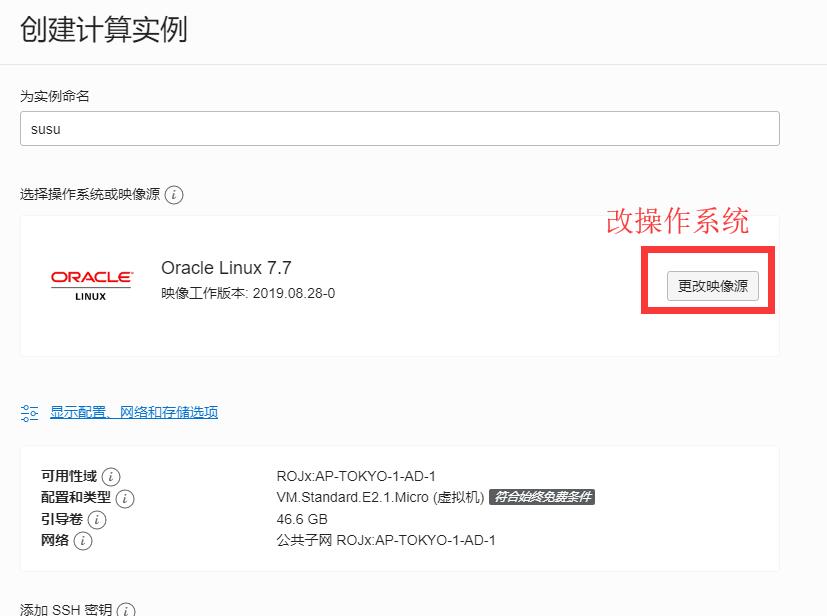 创建计算实例
为实例命名
susu
选择操作系统或映像源 i
改操作系统
ORACLE
LINUX
Oracle Linux 7.7
映像工作版本: 2019.08.28-0
更改映像源
显示配置、网络和存储选项
可用性域 i ROJx:AP-TOKYO-1-AD-1
配置和类型 i VM.Standard.E2.1.Micro (虚拟机) 符合始终免费条件
引导卷 i 46.6 GB
网络 i 公共子网 ROJx:AP-TOKYO-1-AD-1
添加 SSH 密钥 i